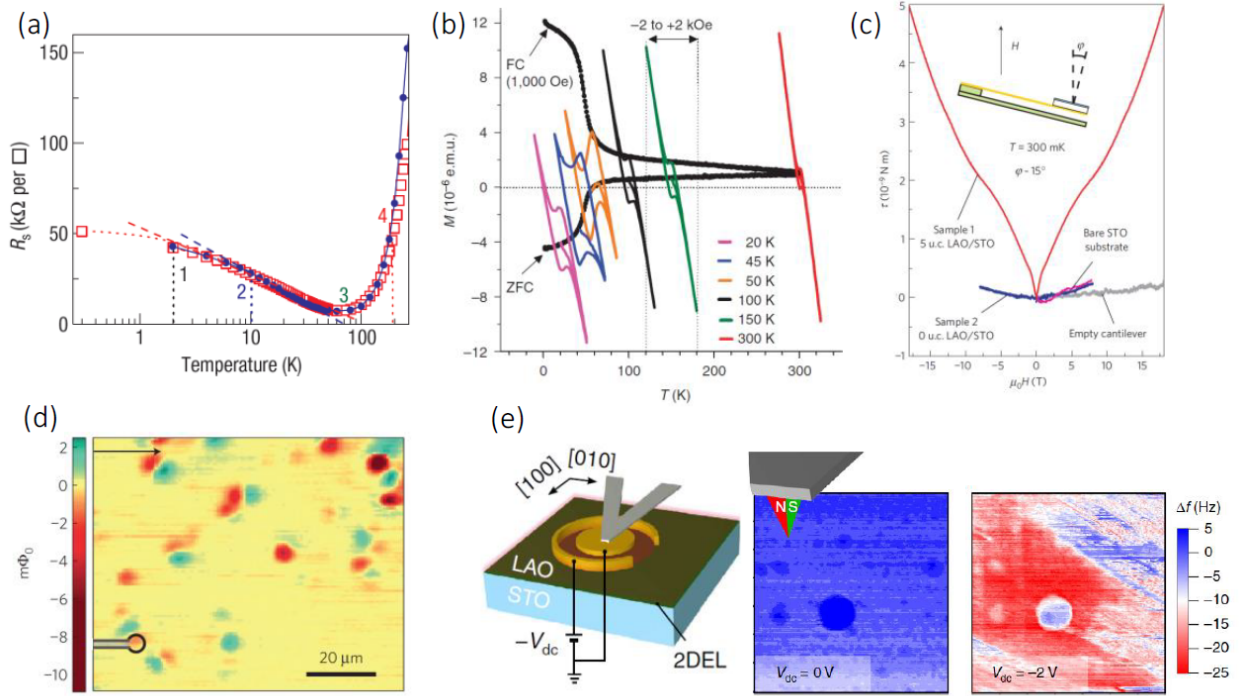 (a)
150
100
50
0
R_S (kΩ per □)
1
2
3
4
1
10
100
Temperature (K)
(b)
12
8
4
0
−4
−8
−12
M (10⁻⁶ e.m.u.)
−2 to +2 kOe
FC
(1,000 Oe)
ZFC
20 K
45 K
50 K
100 K
150 K
300 K
0
100
200
300
T (K)
(c)
5
4
3
2
1
0
−1
τ (10⁻⁹ N m)
H
φ
T = 300 mK
φ ~ 15°
Sample 1
5 u.c. LAO/STO
Bare STO
substrate
Sample 2
0 u.c. LAO/STO
Empty cantilever
−15
−10
−5
0
5
10
15
μ₀H (T)
(d)
2
0
−2
−4
−6
−8
−10
mΦ₀
20 μm
(e)
[100]
[010]
LAO
STO
−V_dc
2DEL
N S
V_dc = 0 V
V_dc = −2 V
Δf (Hz)
5
0
−5
−10
−15
−20
−25